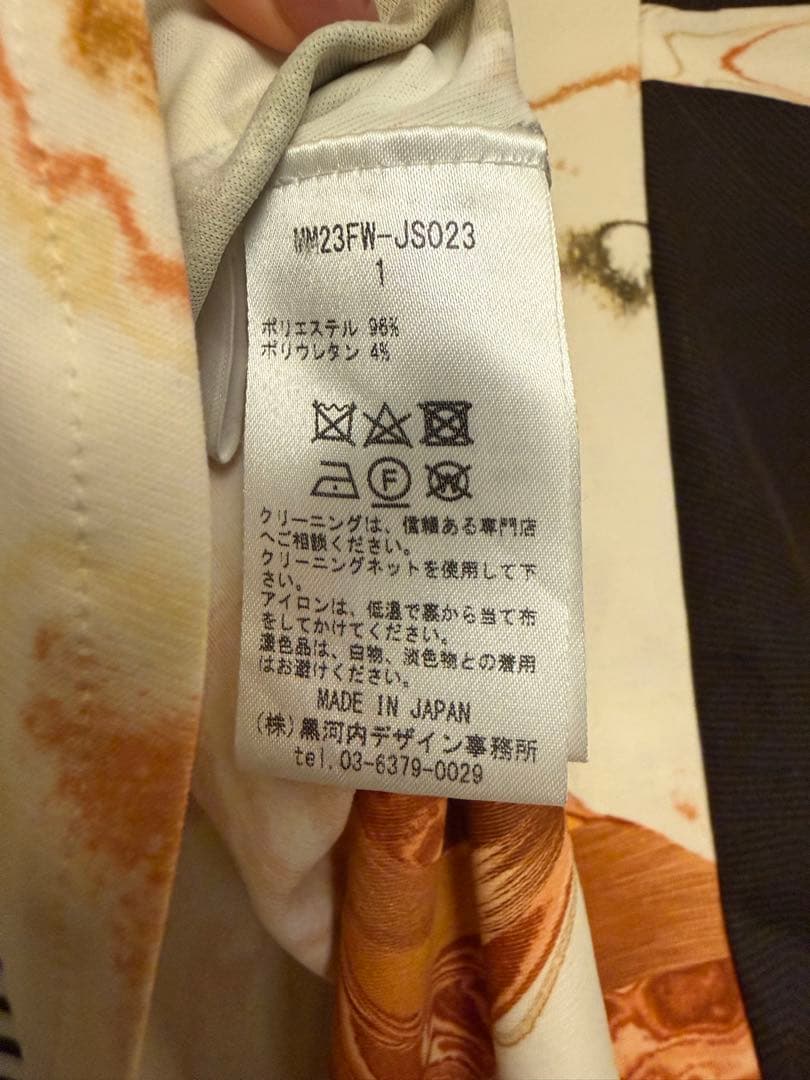 MM23FW-JS023
1
ポリエステル 96%
ポリウレタン 4%
F
W
クリーニングは、信頼ある専門店
へご相談ください。
クリーニングネットを使用して下
さい。
アイロンは、低温で裏から当て布
をしてかけてください。
濃色品は、白物、淡色物との着用
はお避けください。
MADE IN JAPAN
(株)黒河内デザイン事務所
tel.03-6379-0029